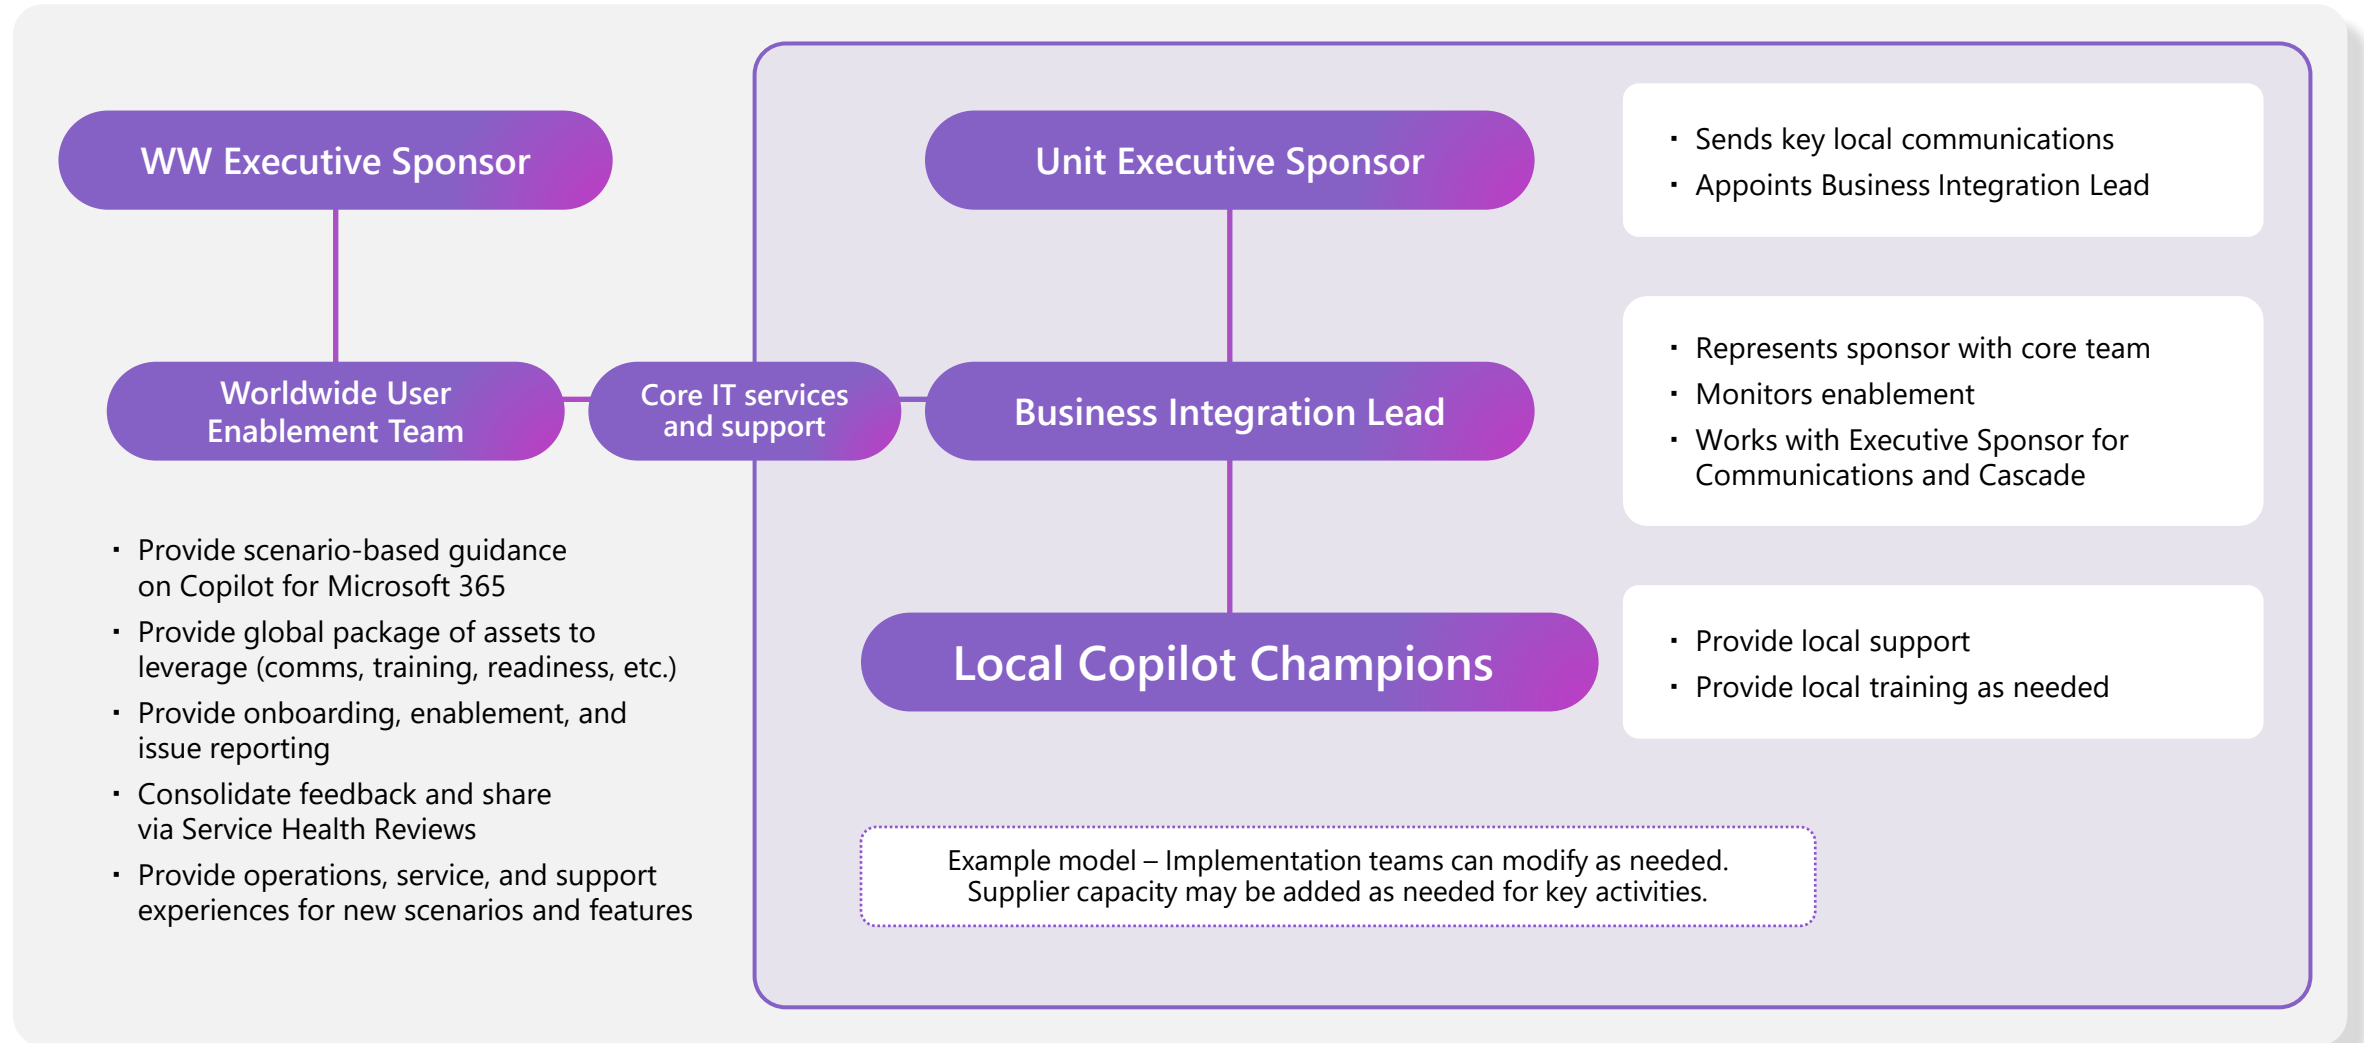 WW Executive Sponsor
Worldwide User
Enablement Team
▪ Provide scenario-based guidance
on Copilot for Microsoft 365
▪ Provide global package of assets to
leverage (comms, training, readiness, etc.)
▪ Provide onboarding, enablement, and
issue reporting
▪ Consolidate feedback and share
via Service Health Reviews
▪ Provide operations, service, and support
experiences for new scenarios and features
Core IT services
and support
Unit Executive Sponsor
▪ Sends key local communications
▪ Appoints Business Integration Lead
Business Integration Lead
▪ Represents sponsor with core team
▪ Monitors enablement
▪ Works with Executive Sponsor for
Communications and Cascade
Local Copilot Champions
▪ Provide local support
▪ Provide local training as needed
Example model – Implementation teams can modify as needed.
Supplier capacity may be added as needed for key activities.